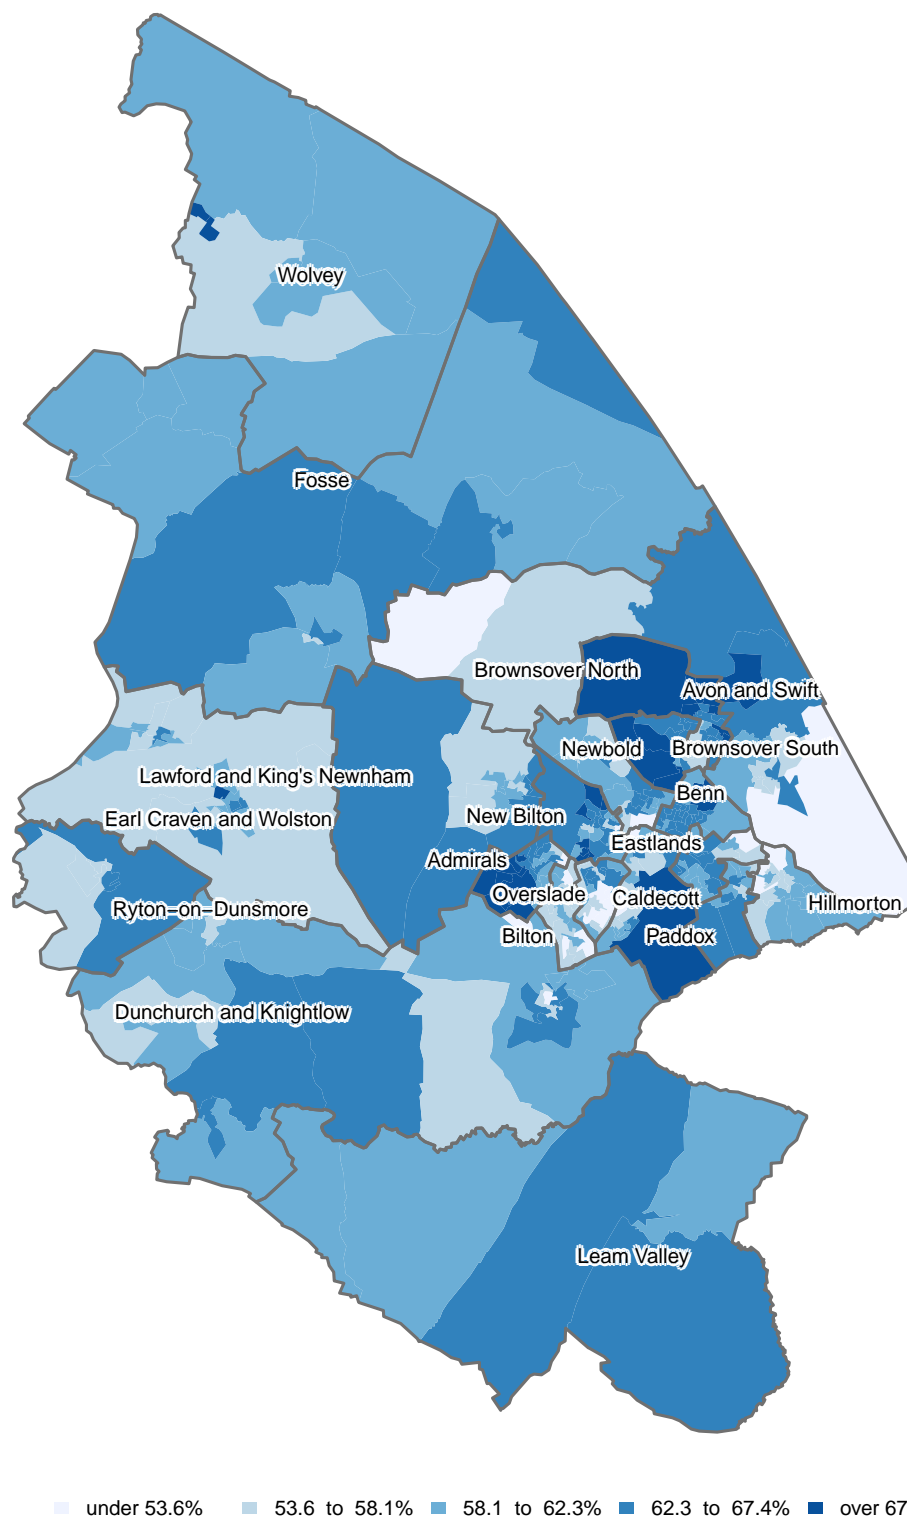 Wolvey
Fosse
Brownsover North
Avon and Swift
Newbold
Brownsover South
Lawford and King's Newnham
Benn
Earl Craven and Wolston
New Bilton
Eastlands
Admirals
Overslade
Caldecott
Hillmorton
Ryton−on−Dunsmore
Bilton
Paddox
Dunchurch and Knightlow
Leam Valley
under 53.6% 53.6 to 58.1% 58.1 to 62.3% 62.3 to 67.4% over 67